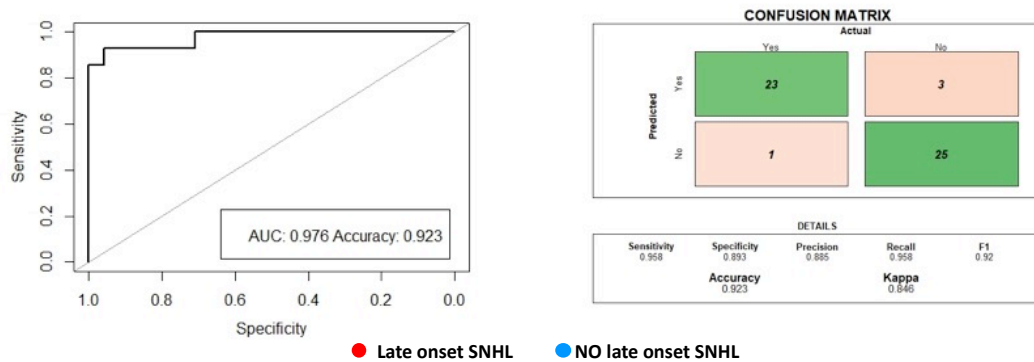 Sensitivity
1.0
0.8
0.6
0.4
0.2
0.0
AUC: 0.976 Accuracy: 0.923
1.0 0.8 0.6 0.4 0.2 0.0
Specificity
CONFUSION MATRIX
Actual
Yes No
Predicted
Yes
23 3
No
1 25
DETAILS
Sensitivity Specificity Precision Recall F1
0.958 0.893 0.885 0.958 0.92
Accuracy Kappa
0.923 0.846
Late onset SNHL NO late onset SNHL